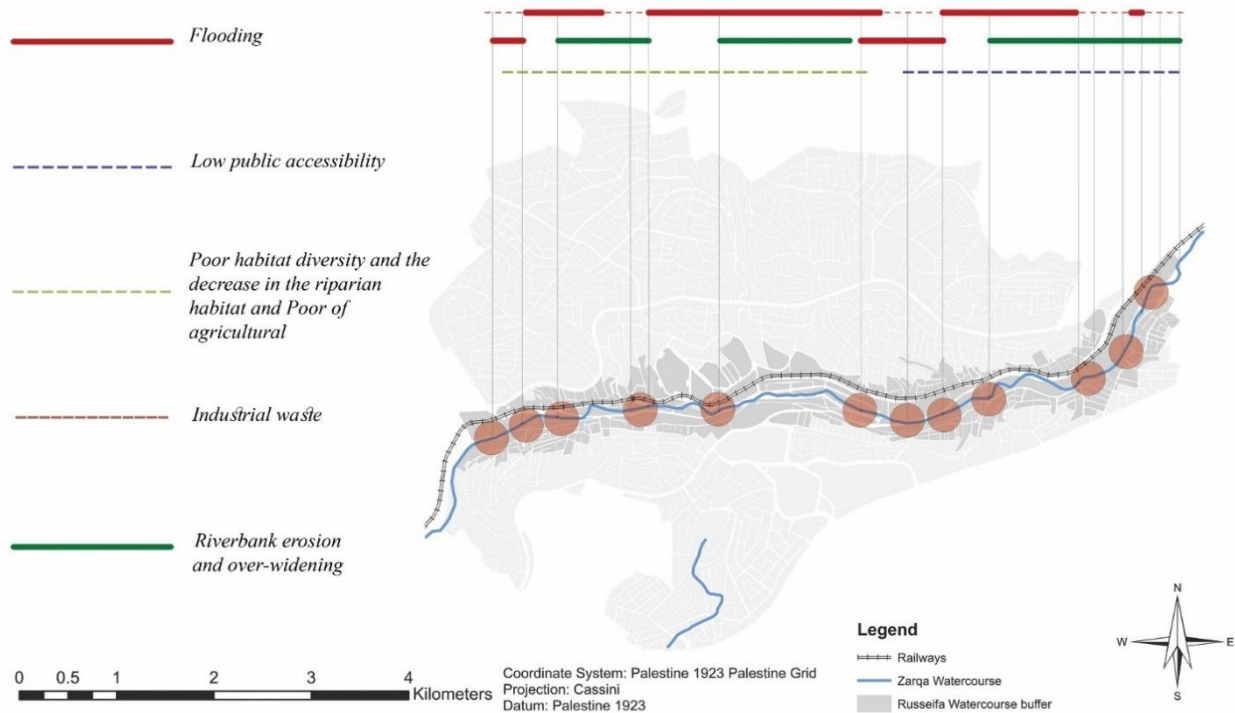 Flooding
Low public accessibility
Poor habitat diversity and the
decrease in the riparian
habitat and Poor of
agricultural
Industrial waste
Riverbank erosion
and over-widening
0 0.5 1 2 3 4
Kilometers
Coordinate System: Palestine 1923 Palestine Grid
Projection: Cassini
Datum: Palestine 1923
Legend
Railways
Zarqa Watercourse
Russeifa Watercourse buffer
N
W E
S